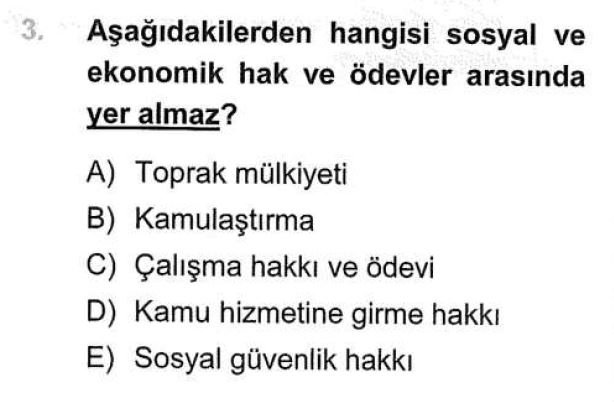 3. Aşağıdakilerden hangisi sosyal ve
ekonomik hak ve ödevler arasında
yer almaz?
A) Toprak mülkiyeti
B) Kamulaştırma
C) Çalışma hakkı ve ödevi
D) Kamu hizmetine girme hakkı
E) Sosyal güvenlik hakkı